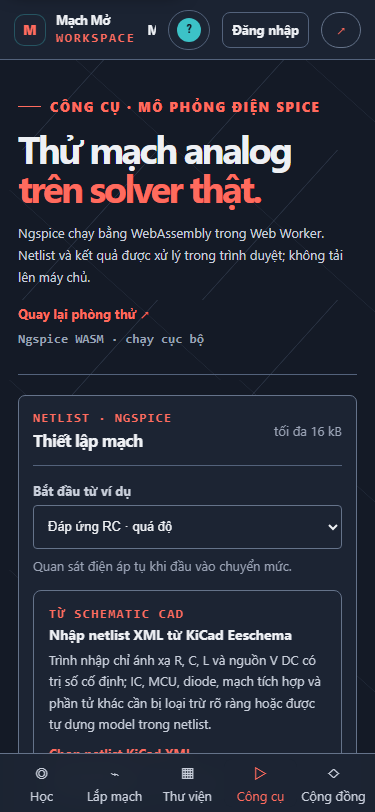 M
Mạch Mở
WORKSPACE
?
Đăng nhập
↗
CÔNG CỤ · MÔ PHỎNG ĐIỆN SPICE
Thử mạch analog
trên solver thật.
Ngspice chạy bằng WebAssembly trong Web Worker.
Netlist và kết quả được xử lý trong trình duyệt; không tải
lên máy chủ.
Quay lại phòng thử ↗
Ngspice WASM · chạy cục bộ
NETLIST · NGSPICE
Thiết lập mạch
tối đa 16 kB
Bắt đầu từ ví dụ
Đáp ứng RC · quá độ
Quan sát điện áp tụ khi đầu vào chuyển mức.
TỪ SCHEMATIC CAD
Nhập netlist XML từ KiCad Eeschema
Trình nhập chỉ ánh xạ R, C, L và nguồn V DC có
trị số cố định; IC, MCU, diode, mạch tích hợp và
phần tử khác cần bị loại trừ rõ ràng hoặc được
tự dựng model trong netlist.
Chọn netlist KiCad XML
Học
Lắp mạch
Thư viện
Công cụ
Cộng đồng